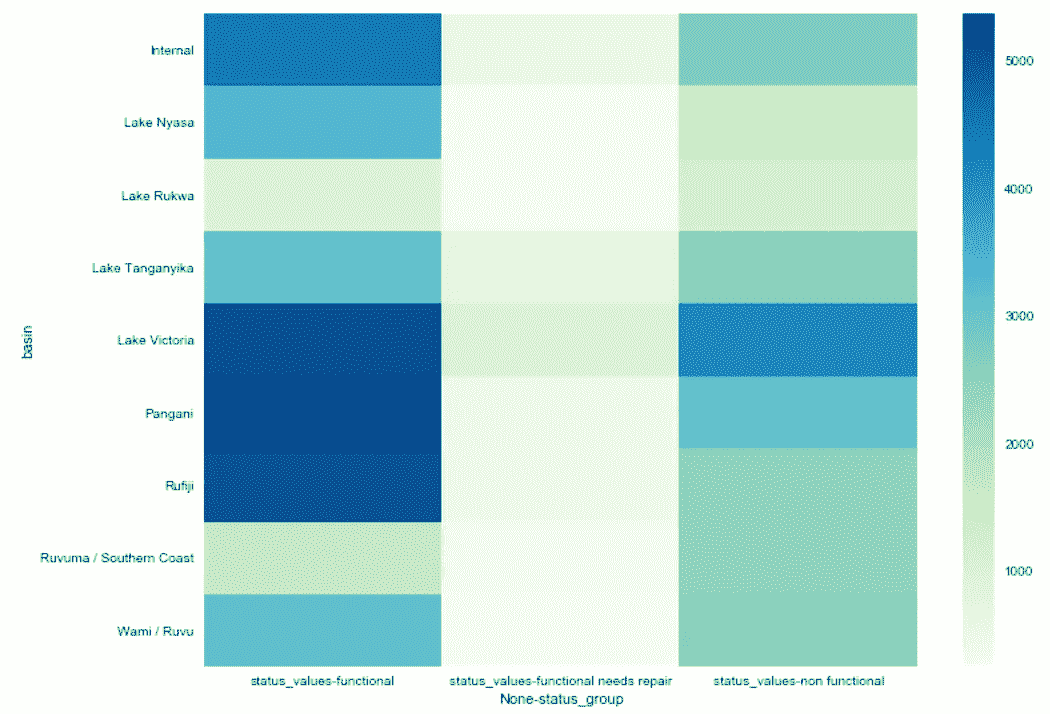 Internal
Lake Nyasa
Lake Rukwa
Lake Tanganyika
Lake Victoria
Pangani
Rufiji
Ruvuma / Southern Coast
Wami / Ruvu
basin
status_values-functional
status_values-functional needs repair
status_values-non functional
None-status_group
5000
4000
3000
2000
1000